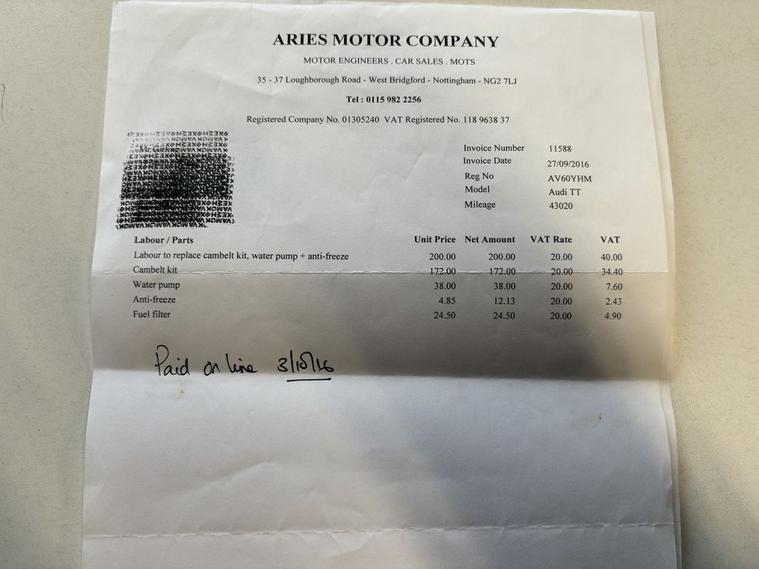 ARIES MOTOR COMPANY
MOTOR ENGINEERS . CAR SALES . MOTS
35 - 37 Loughborough Road - West Bridgford - Nottingham - NG2 7LJ
Tel : 0115 982 2256
Registered Company No. 01305240 VAT Registered No. 118 9638 37
Invoice Number 11588
Invoice Date 27/09/2016
Reg No AV60YHM
Model Audi TT
Mileage 43020
Labour / Parts Unit Price Net Amount VAT Rate VAT
Labour to replace cambelt kit, water pump + anti-freeze 200.00 200.00 20.00 40.00
Cambelt kit 172.00 172.00 20.00 34.40
Water pump 38.00 38.00 20.00 7.60
Anti-freeze 4.85 12.13 20.00 2.43
Fuel filter 24.50 24.50 20.00 4.90
Paid on line 3/10/16